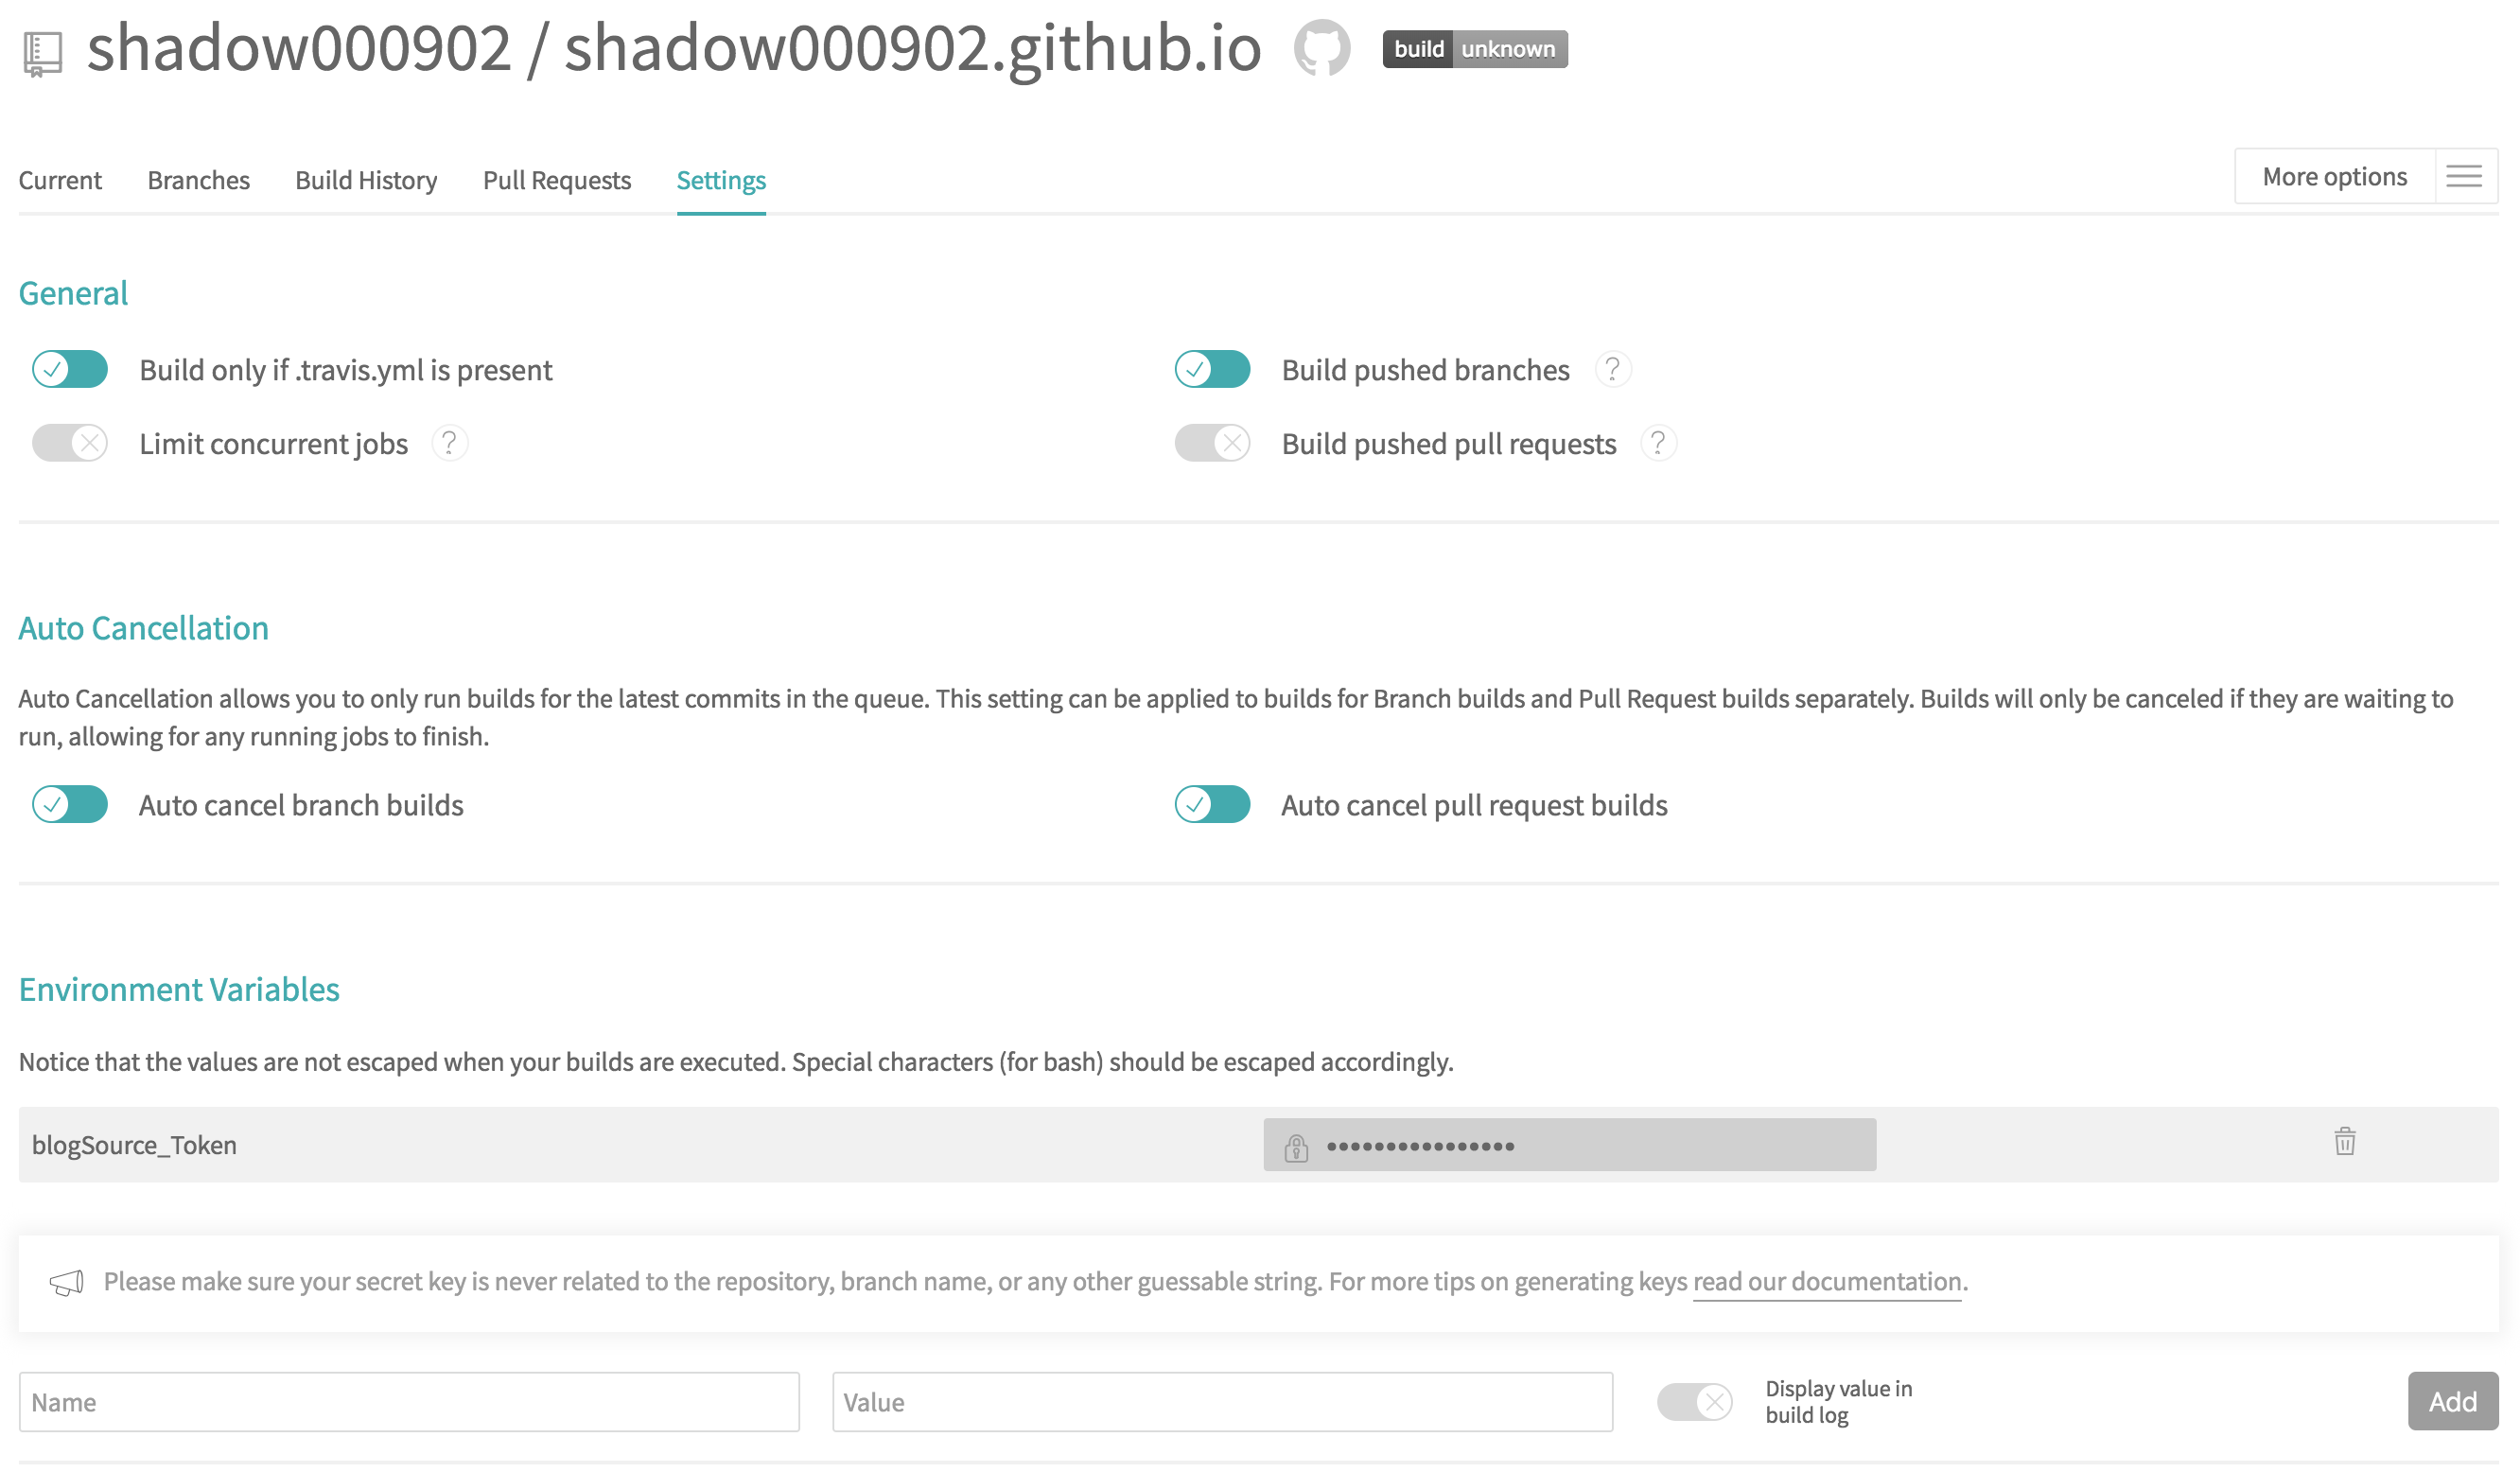 shadow000902 / shadow000902.github.io build unknown
Current Branches Build History Pull Requests Settings More options
General
Build only if .travis.yml is present Build pushed branches ?
Limit concurrent jobs ? Build pushed pull requests ?
Auto Cancellation
Auto Cancellation allows you to only run builds for the latest commits in the queue. This setting can be applied to builds for Branch builds and Pull Request builds separately. Builds will only be canceled if they are waiting to
run, allowing for any running jobs to finish.
Auto cancel branch builds Auto cancel pull request builds
Environment Variables
Notice that the values are not escaped when your builds are executed. Special characters (for bash) should be escaped accordingly.
blogSource_Token ••••••••••••••••
Please make sure your secret key is never related to the repository, branch name, or any other guessable string. For more tips on generating keys read our documentation.
Name Value Display value in
build log
Add